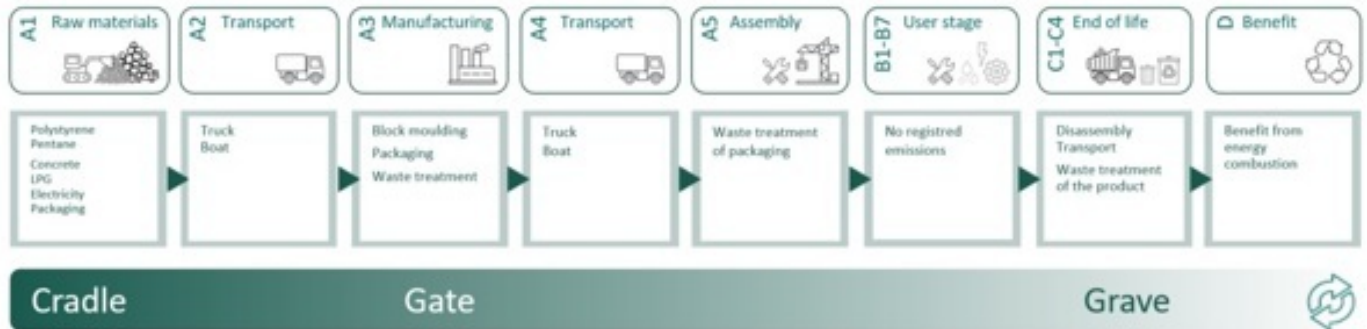 A1 Raw materials
A2 Transport
A3 Manufacturing
A4 Transport
A5 Assembly
B1-B7 User stage
C1-C4 End of life
D Benefit
Polystyrene
Pentane
Concrete
LPG
Electricity
Packaging
Truck
Boat
Block moulding
Packaging
Waste treatment
Truck
Boat
Waste treatment
of packaging
No registred
emissions
Disassembly
Transport
Waste treatment
of the product
Benefit from
energy
combustion
Cradle
Gate
Grave